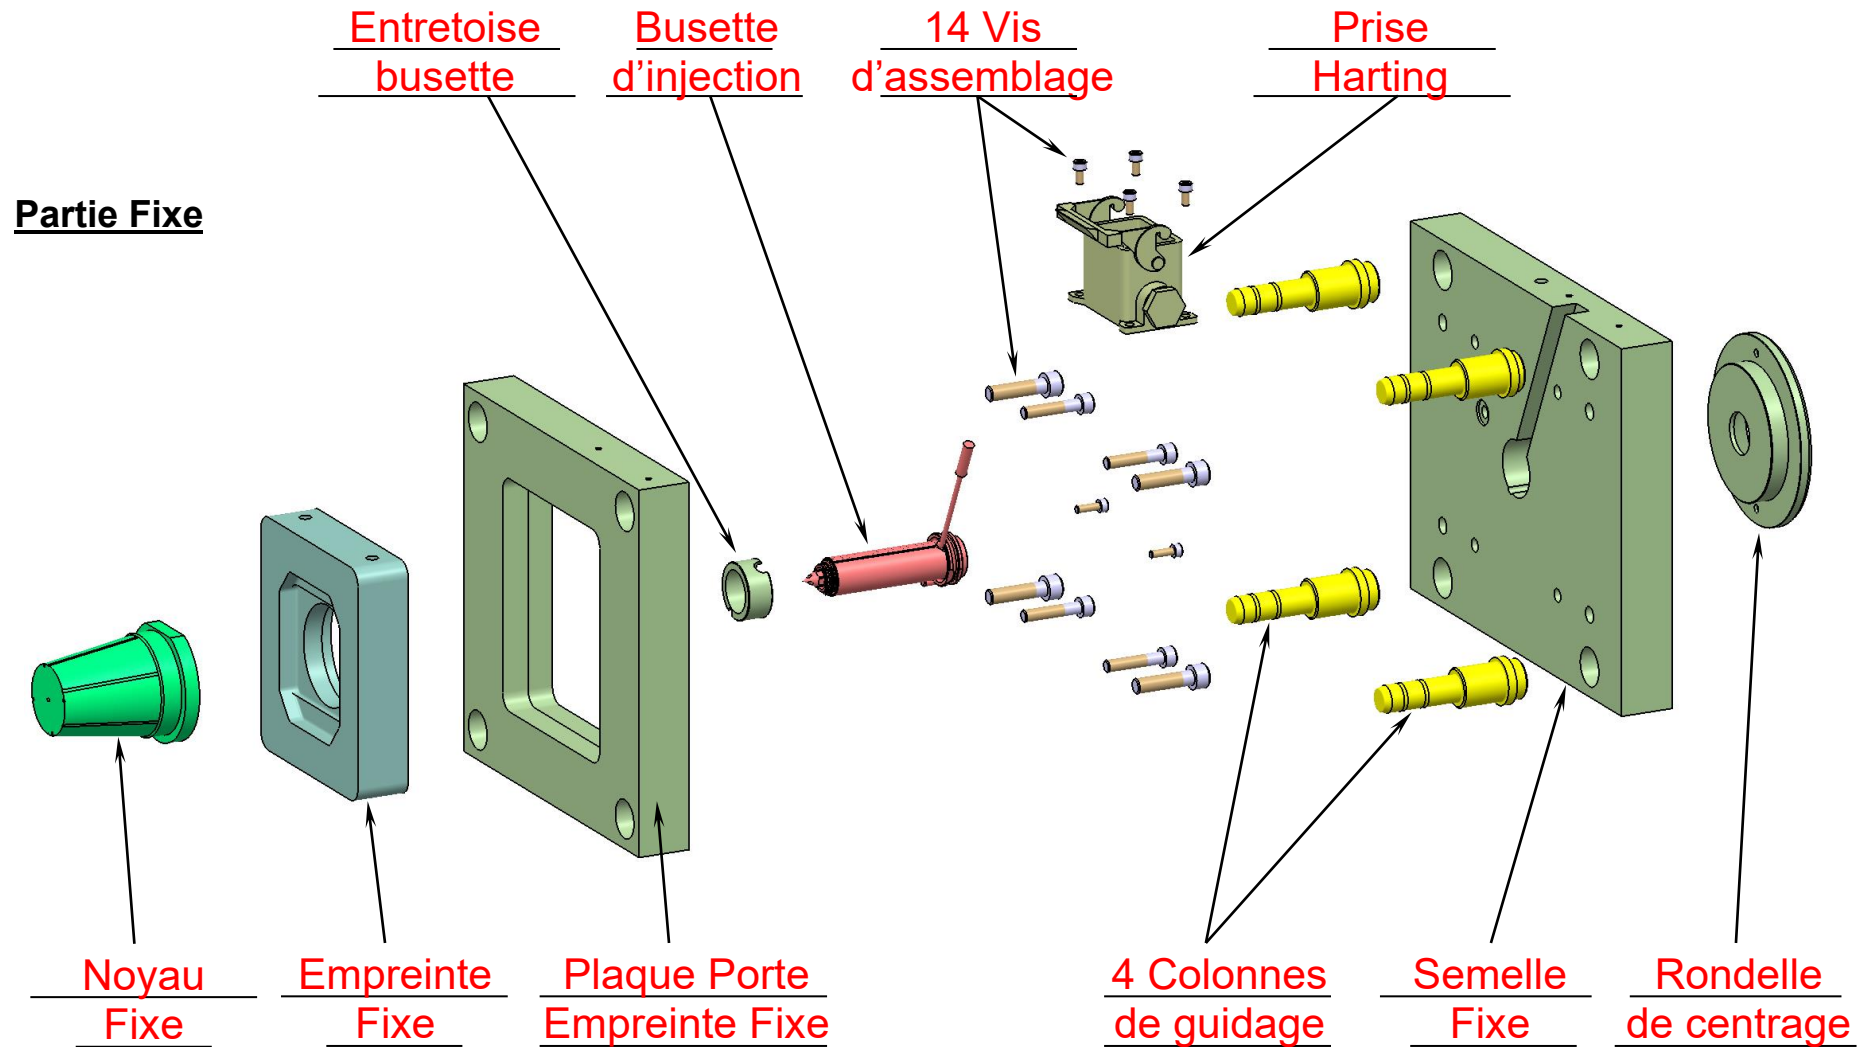 Entretoise
busette
Busette
d’injection
14 Vis
d’assemblage
Prise
Harting
Partie Fixe
Noyau
Fixe
Empreinte
Fixe
Plaque Porte
Empreinte Fixe
4 Colonnes
de guidage
Semelle
Fixe
Rondelle
de centrage